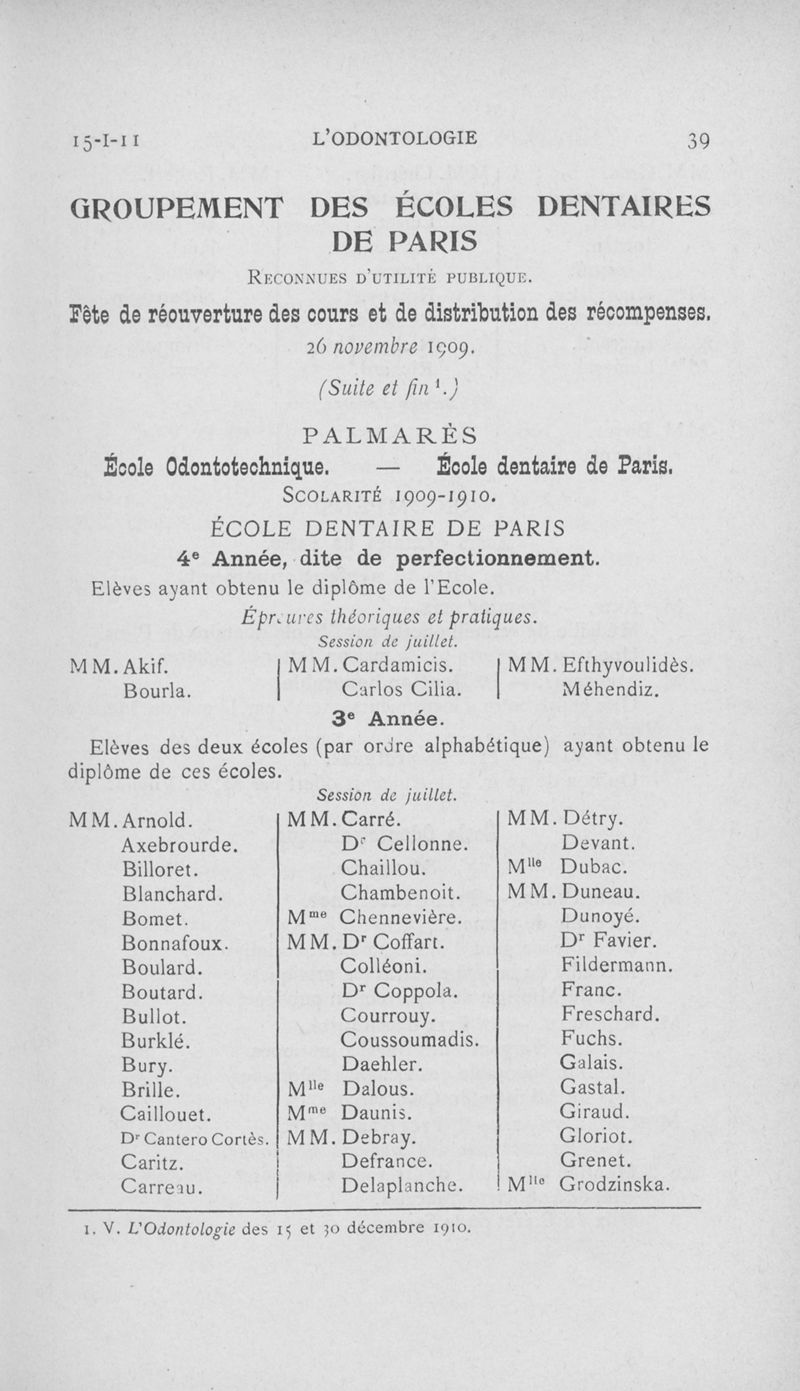 15-I-11 L'ODONTOLOGIE 39
GROUPEMENT DES ÉCOLES DENTAIRES
DE PARIS
RECONNUES D'UTILITÉ PUBLIQUE.
Fête de réouverture des cours et de distribution des récompenses.
26 novembre 1909.
(Suite et fin ¹.)
PALMARÈS
École Odontotechnique. — École dentaire de Paris.
SCOLARITÉ 1909-1910.
ÉCOLE DENTAIRE DE PARIS
4ᵉ Année, dite de perfectionnement.
Elèves ayant obtenu le diplôme de l'Ecole.
Épreuves théoriques et pratiques.
Session de juillet.
MM. Akif.
Bourla.
MM. Cardamicis.
Carlos Cilia.
MM. Efthyvoulidès.
Méhendiz.
3ᵉ Année.
Elèves des deux écoles (par ordre alphabétique) ayant obtenu le
diplôme de ces écoles.
Session de juillet.
MM. Arnold.
Axebrourde.
Billoret.
Blanchard.
Bomet.
Bonnafoux.
Boulard.
Boutard.
Bullot.
Burklé.
Bury.
Brille.
Caillouet.
Dʳ Cantero Cortès.
Caritz.
Carreau.
MM. Carré.
Dʳ Cellonne.
Chaillou.
Chambenoit.
Mᵐᵉ Chennevière.
MM. Dʳ Coffart.
Colléoni.
Dʳ Coppola.
Courrouy.
Coussoumadis.
Daehler.
Mˡˡᵉ Dalous.
Mᵐᵉ Daunis.
MM. Debray.
Defrance.
Delaplanche.
MM. Détry.
Devant.
Mˡˡᵉ Dubac.
MM. Duneau.
Dunoyé.
Dʳ Favier.
Fildermann.
Franc.
Freschard.
Fuchs.
Galais.
Gastal.
Giraud.
Gloriot.
Grenet.
Mˡˡᵉ Grodzinska.
1. V. L'Odontologie des 15 et 30 décembre 1910.